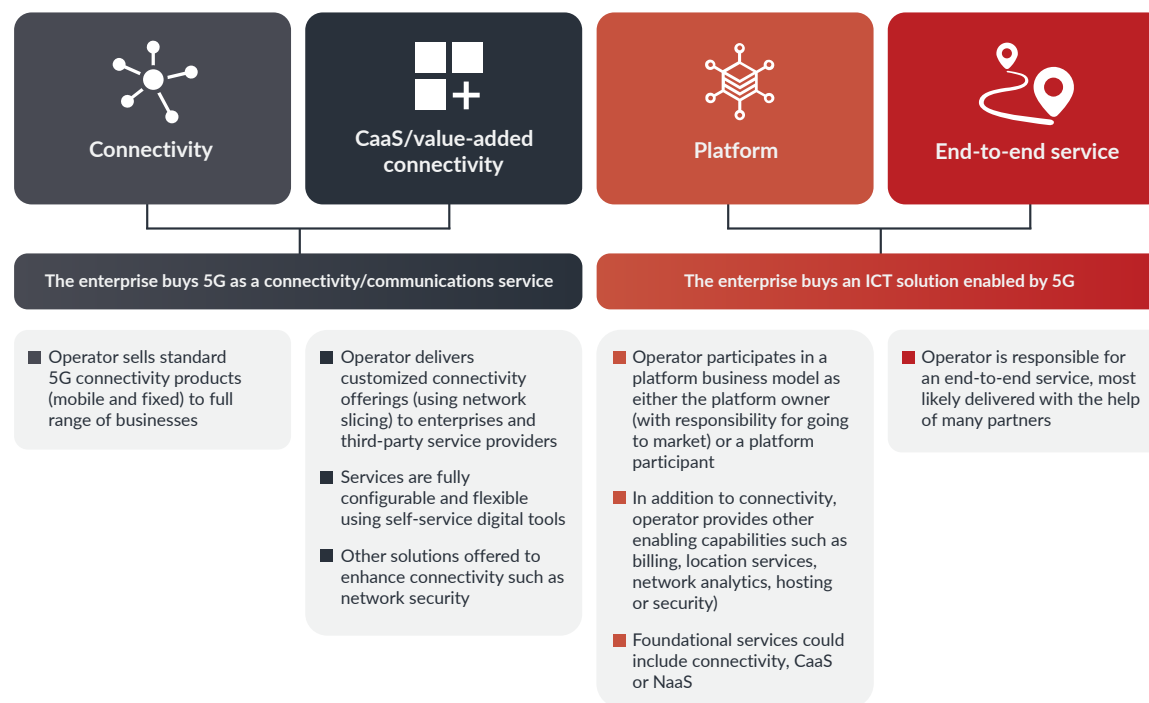 Connectivity
CaaS/value-added
connectivity
Platform
End-to-end service
The enterprise buys 5G as a connectivity/communications service
The enterprise buys an ICT solution enabled by 5G
Operator sells standard
5G connectivity products
(mobile and fixed) to full
range of businesses
Operator delivers
customized connectivity
offerings (using network
slicing) to enterprises and
third-party service providers
Services are fully
configurable and flexible
using self-service digital tools
Other solutions offered to
enhance connectivity such as
network security
Operator participates in a
platform business model as
either the platform owner
(with responsibility for going
to market) or a platform
participant
In addition to connectivity,
operator provides other
enabling capabilities such as
billing, location services,
network analytics, hosting
or security)
Foundational services could
include connectivity, CaaS
or NaaS
Operator is responsible for
an end-to-end service, most
likely delivered with the help
of many partners